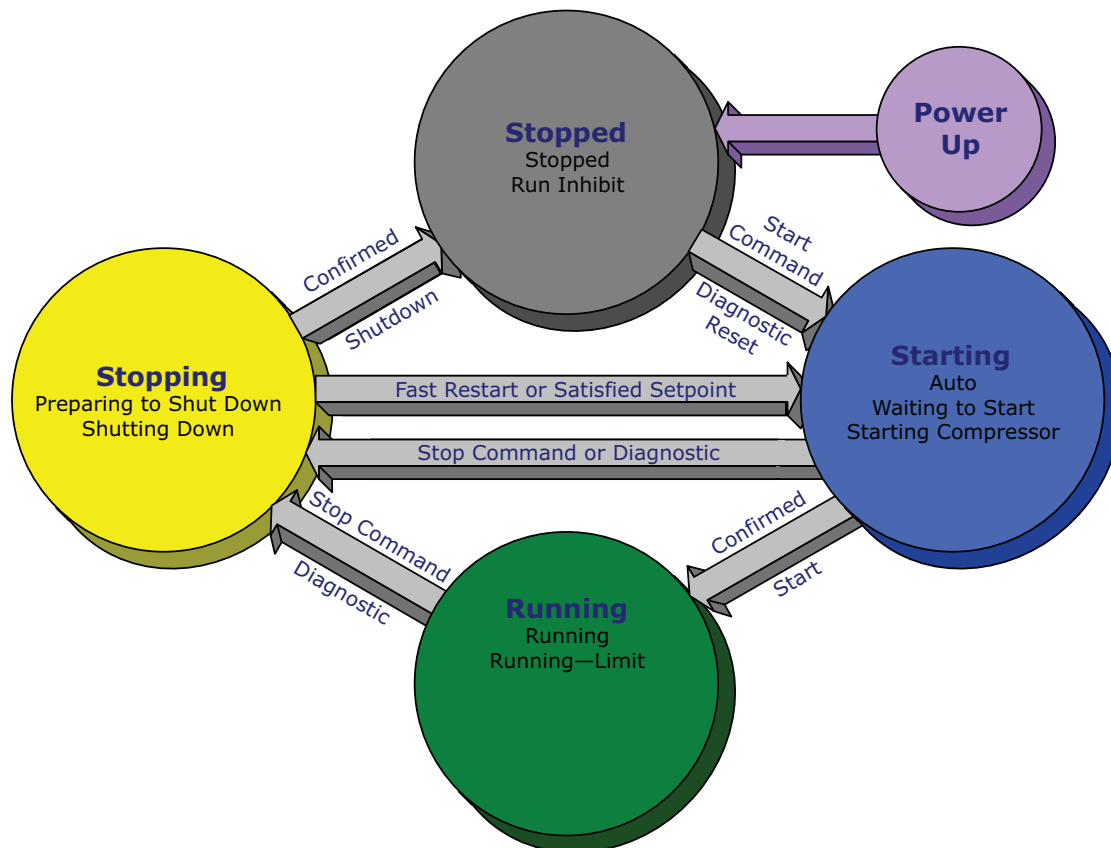 Power
Up
Stopped
Stopped
Run Inhibit
Start
Command
Diagnostic
Reset
Confirmed
Shutdown
Stopping
Preparing to Shut Down
Shutting Down
Fast Restart or Satisfied Setpoint
Stop Command or Diagnostic
Starting
Auto
Waiting to Start
Starting Compressor
Stop Command
Diagnostic
Confirmed
Start
Running
Running
Running—Limit